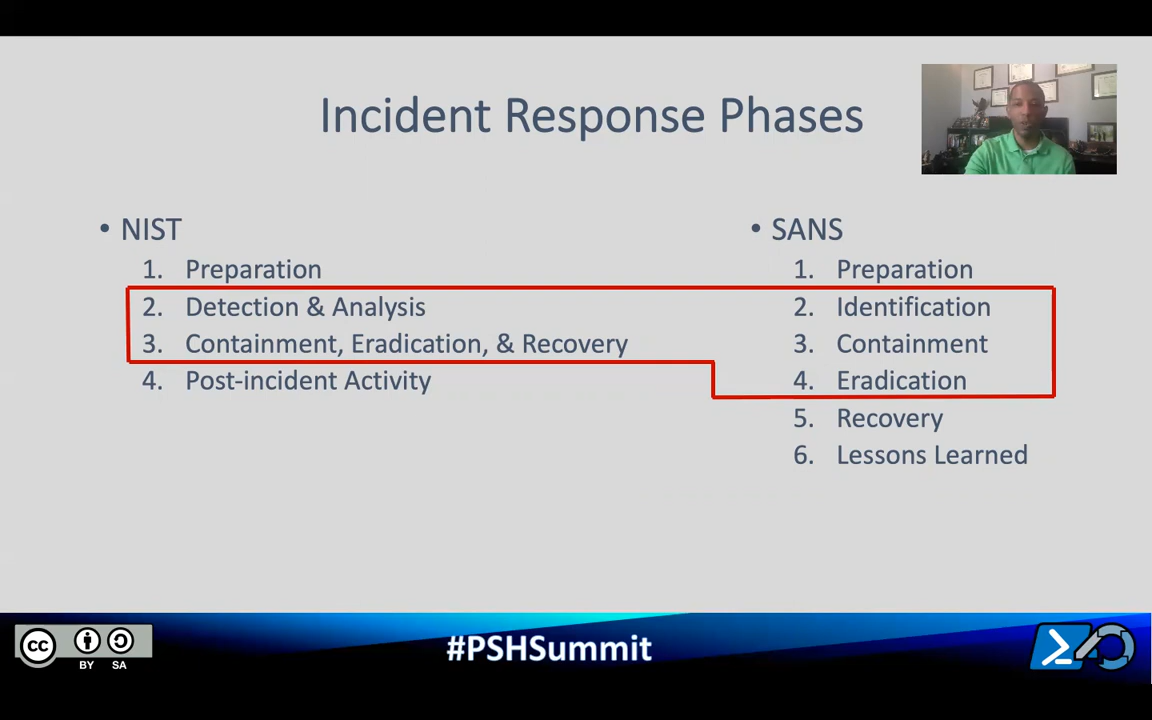 Incident Response Phases
• NIST
1. Preparation
2. Detection & Analysis
3. Containment, Eradication, & Recovery
4. Post-incident Activity
• SANS
1. Preparation
2. Identification
3. Containment
4. Eradication
5. Recovery
6. Lessons Learned
cc
BY SA
#PSHSummit